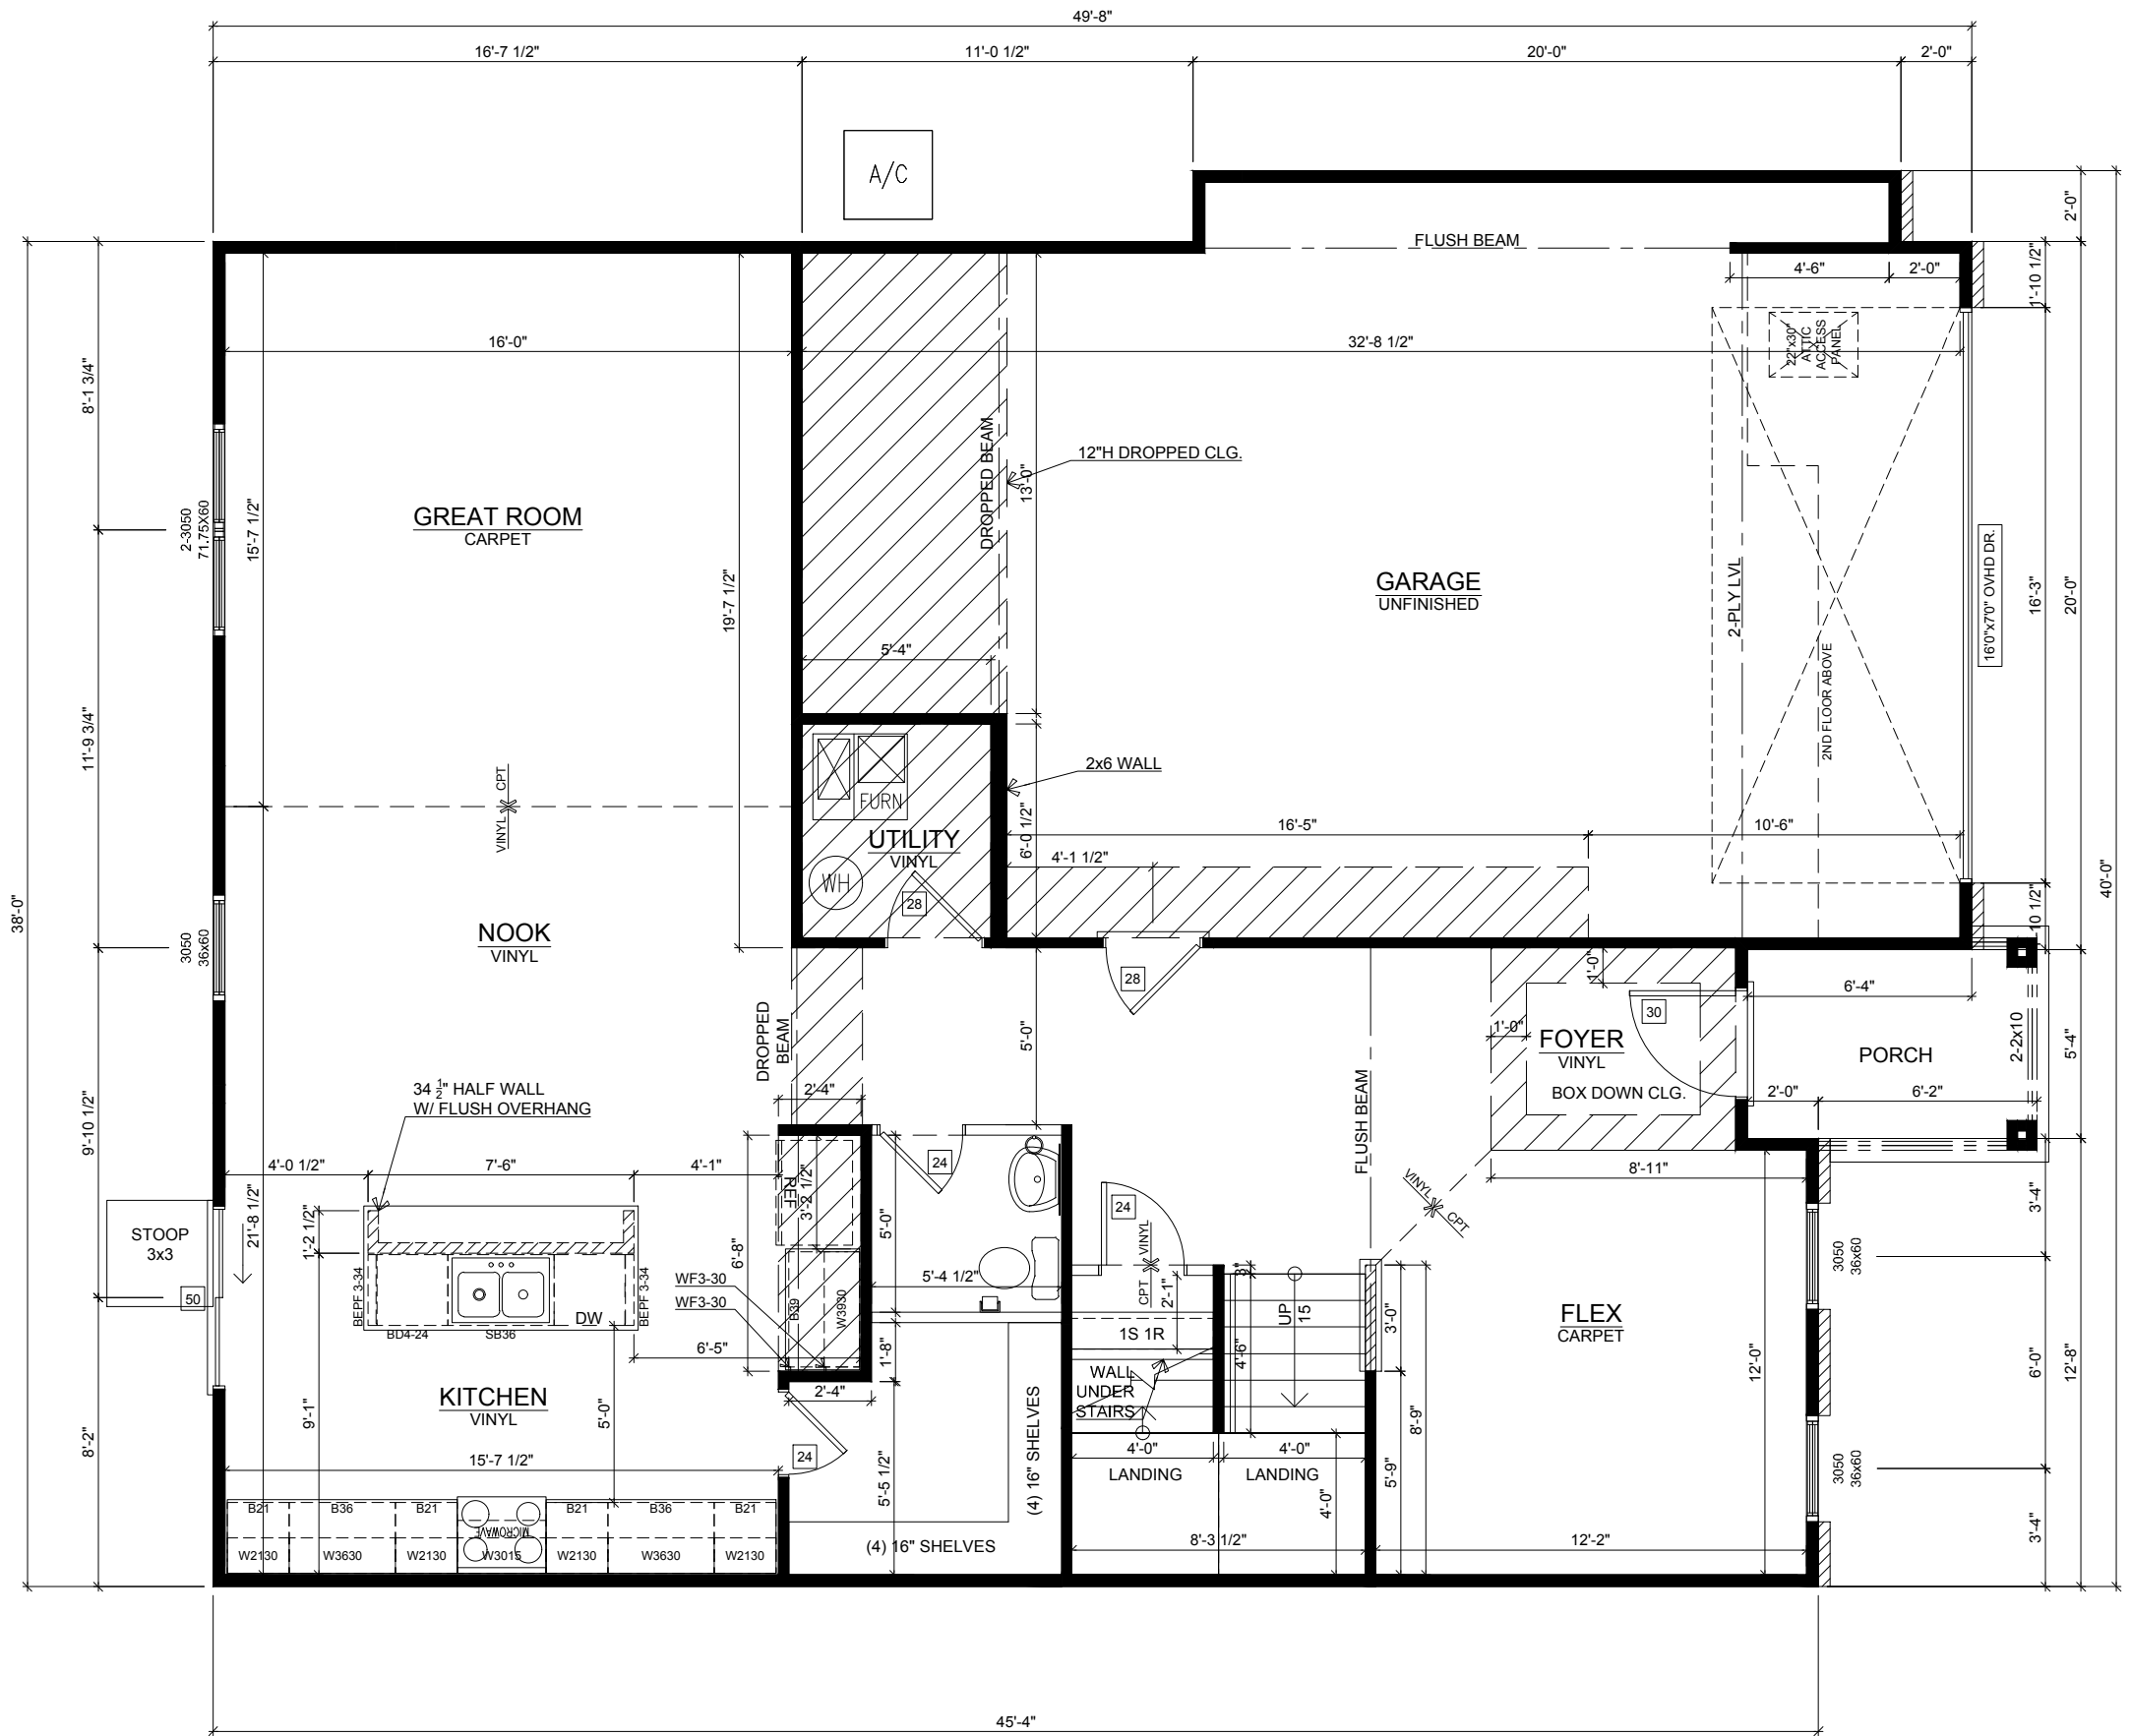 49'-8"
16'-7 1/2"
11'-0 1/2"
20'-0"
2'-0"
A/C
2'-0"
FLUSH BEAM
4'-6"
2'-0"
1'-10 1/2"
16'-0"
32'-8 1/2"
22"x30"
ATTIC
ACCESS
PANEL
8'-1 3/4"
DROPPED BEAM
12"H DROPPED CLG.
13'-0"
2-3050
71.75X60
15'-7 1/2"
GREAT ROOM
CARPET
19'-7 1/2"
GARAGE
UNFINISHED
2-PLY LVL
2ND FLOOR ABOVE
16'0"x7'0" OVHD DR.
16'-3"
20'-0"
5'-4"
11'-9 3/4"
2x6 WALL
CPT
VINYL
FURN
UTILITY
VINYL
WH
28
6'-0 1/2"
16'-5"
10'-6"
4'-1 1/2"
40'-0"
38'-0"
3050
36x60
NOOK
VINYL
10 1/2"
28
1'-0"
6'-4"
30
1'-0"
FOYER
VINYL
BOX DOWN CLG.
PORCH
2-2x10
5'-4"
DROPPED
BEAM
5'-0"
FLUSH BEAM
2'-4"
2'-0"
6'-2"
34 1/2" HALF WALL
W/ FLUSH OVERHANG
9'-10 1/2"
4'-0 1/2"
7'-6"
4'-1"
REF
3'-2 1/2"
24
24
VINYL
CPT
8'-11"
3'-4"
STOOP
3x3
50
21'-8 1/2"
1'-2 1/2"
BEPF 3-34
BEPF 3-34
BD4-24
SB36
DW
6'-8"
WF3-30
WF3-30
B39
W3930
5'-0"
5'-4 1/2"
VINYL
CPT
2'-1"
3"
UP
15
3'-0"
FLEX
CARPET
3050
36x60
6'-5"
1'-8"
1S 1R
4'-6"
WALL
UNDER
STAIRS
12'-0"
6'-0"
12'-8"
KITCHEN
VINYL
9'-1"
5'-0"
2'-4"
24
(4) 16" SHELVES
8'-2"
15'-7 1/2"
5'-5 1/2"
4'-0"
4'-0"
LANDING
LANDING
4'-0"
5'-9"
8'-9"
3050
36x60
B21
B36
B21
MICROWAVE
B21
B36
B21
W2130
W3630
W2130
W3015
W2130
W3630
W2130
(4) 16" SHELVES
8'-3 1/2"
12'-2"
3'-4"
45'-4"